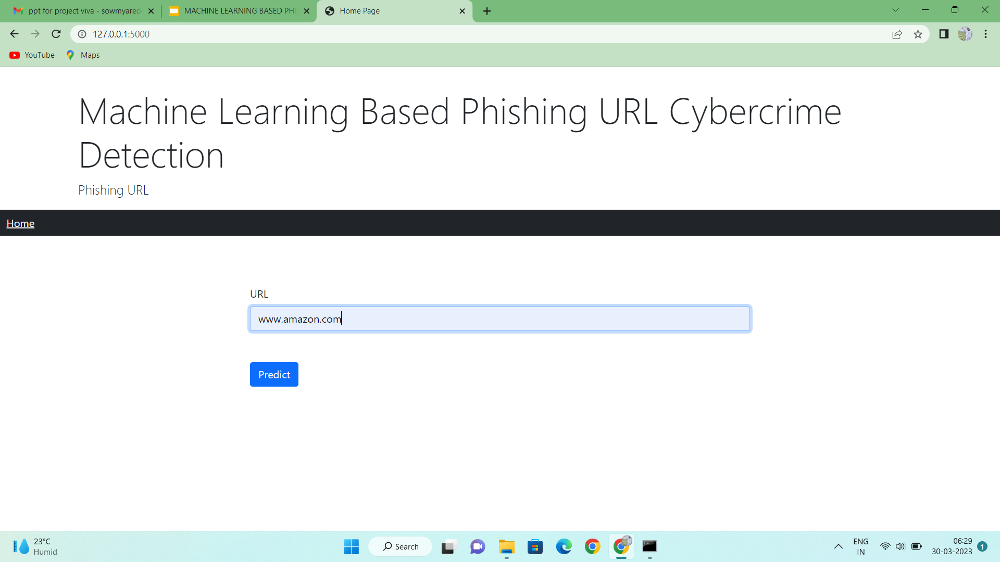 ppt for project viva - sowmyared
MACHINE LEARNING BASED PHI
Home Page
127.0.0.1:5000
YouTube
Maps
Machine Learning Based Phishing URL Cybercrime
Detection
Phishing URL
Home
URL
www.amazon.com
Predict
23°C
Humid
Search
ENG
IN
06:29
30-03-2023
1